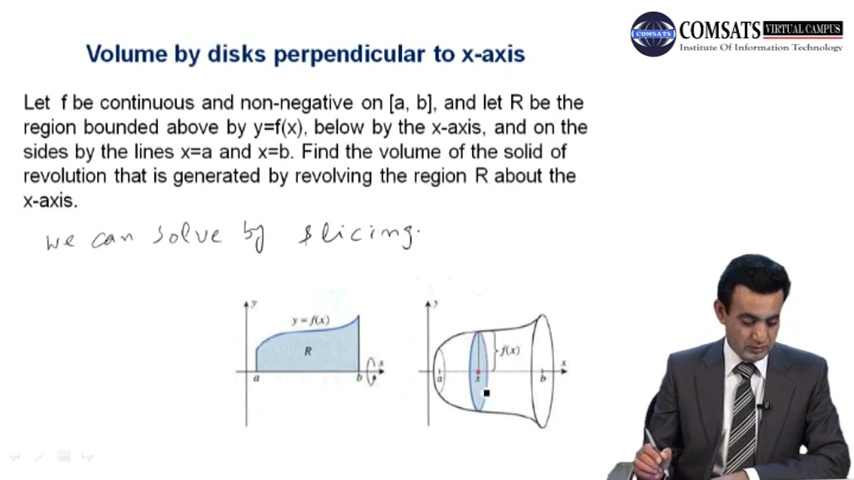 COMSATS VIRTUAL CAMPUS
COMSATS
Institute Of Information Technology
Volume by disks perpendicular to x-axis
Let f be continuous and non-negative on [a, b], and let R be the
region bounded above by y=f(x), below by the x-axis, and on the
sides by the lines x=a and x=b. Find the volume of the solid of
revolution that is generated by revolving the region R about the
x-axis.
we can solve by slicing.
y
y = f(x)
R
a
b
x
y
f(x)
a
x
b
x